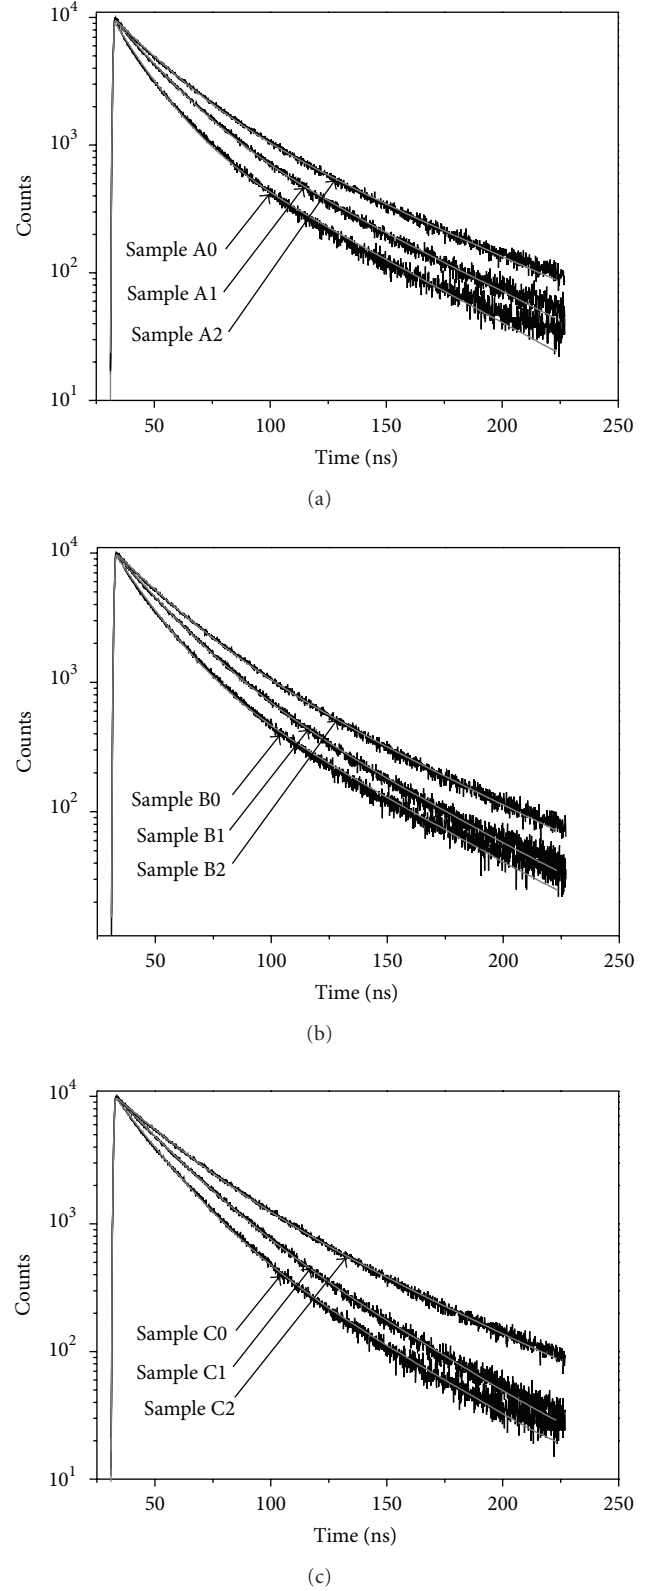 10⁴
10³
Counts
Sample A0
10²
Sample A1
Sample A2
10¹
50 100 150 200 250
Time (ns)
(a)
10⁴
10³
Counts
Sample B0
10²
Sample B1
Sample B2
50 100 150 200 250
Time (ns)
(b)
10⁴
10³
Counts
Sample C0
10²
Sample C1
Sample C2
10¹
50 100 150 200 250
Time (ns)
(c)